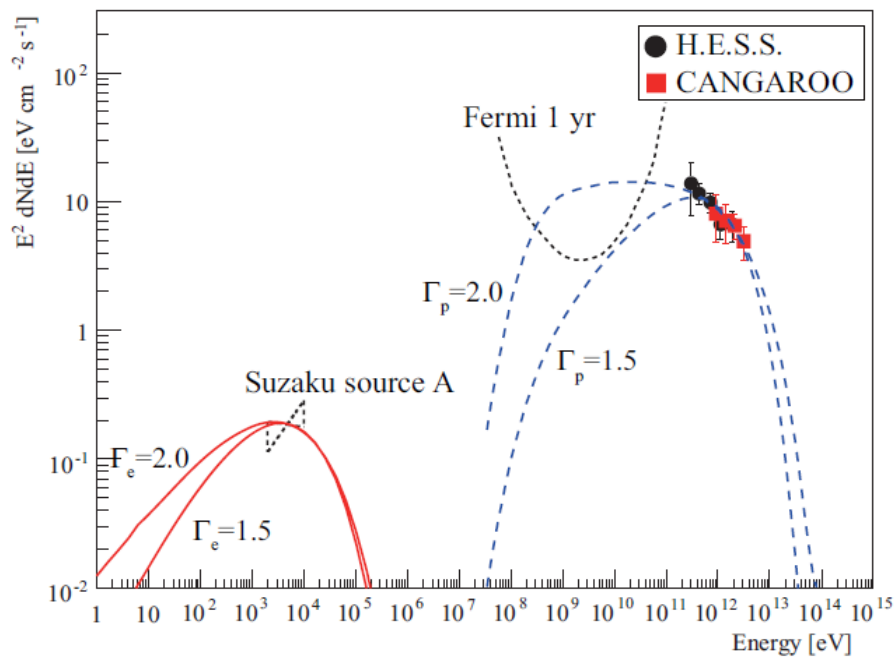 H.E.S.S.
CANGAROO
E² dNdE [eV cm ⁻² s⁻¹]
10²
10
1
10⁻¹
10⁻²
Fermi 1 yr
Γₚ=2.0
Γₚ=1.5
Suzaku source A
Γₑ=2.0
Γₑ=1.5
1 10 10² 10³ 10⁴ 10⁵ 10⁶ 10⁷ 10⁸ 10⁹ 10¹⁰ 10¹¹ 10¹² 10¹³ 10¹⁴ 10¹⁵
Energy [eV]